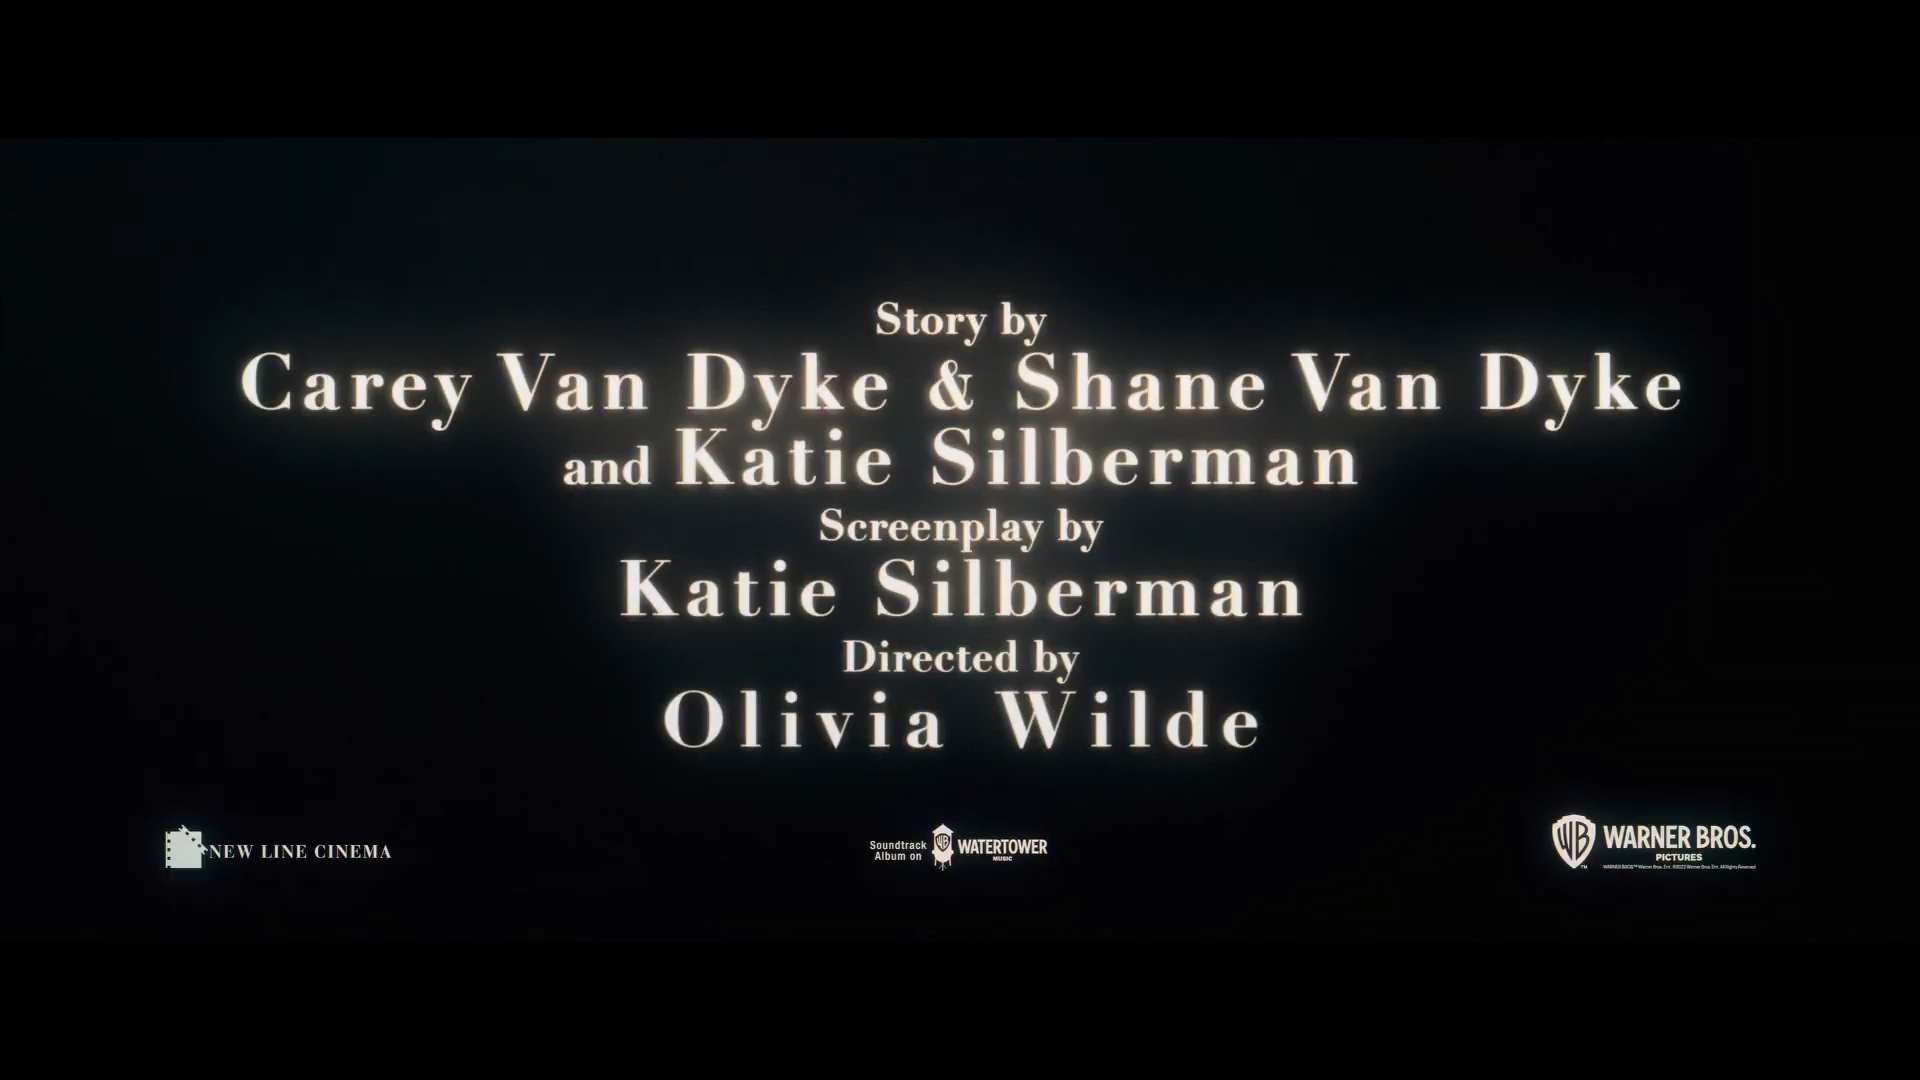 Story by
Carey Van Dyke & Shane Van Dyke
and Katie Silberman
Screenplay by
Katie Silberman
Directed by
Olivia Wilde
NEW LINE CINEMA
Soundtrack
Album on
WATERTOWER
MUSIC
WB
WARNER BROS.
PICTURES